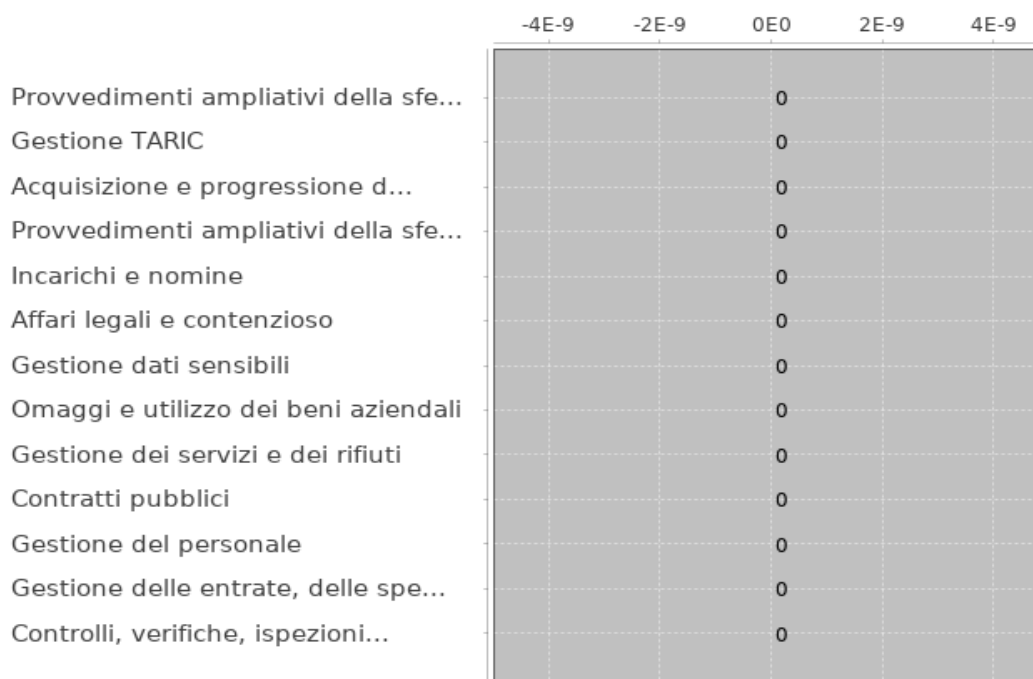 -4E-9 -2E-9 0E0 2E-9 4E-9
Provvedimenti ampliativi della sfe... 0
Gestione TARIC 0
Acquisizione e progressione d... 0
Provvedimenti ampliativi della sfe... 0
Incarichi e nomine 0
Affari legali e contenzioso 0
Gestione dati sensibili 0
Omaggi e utilizzo dei beni aziendali 0
Gestione dei servizi e dei rifiuti 0
Contratti pubblici 0
Gestione del personale 0
Gestione delle entrate, delle spe... 0
Controlli, verifiche, ispezioni... 0